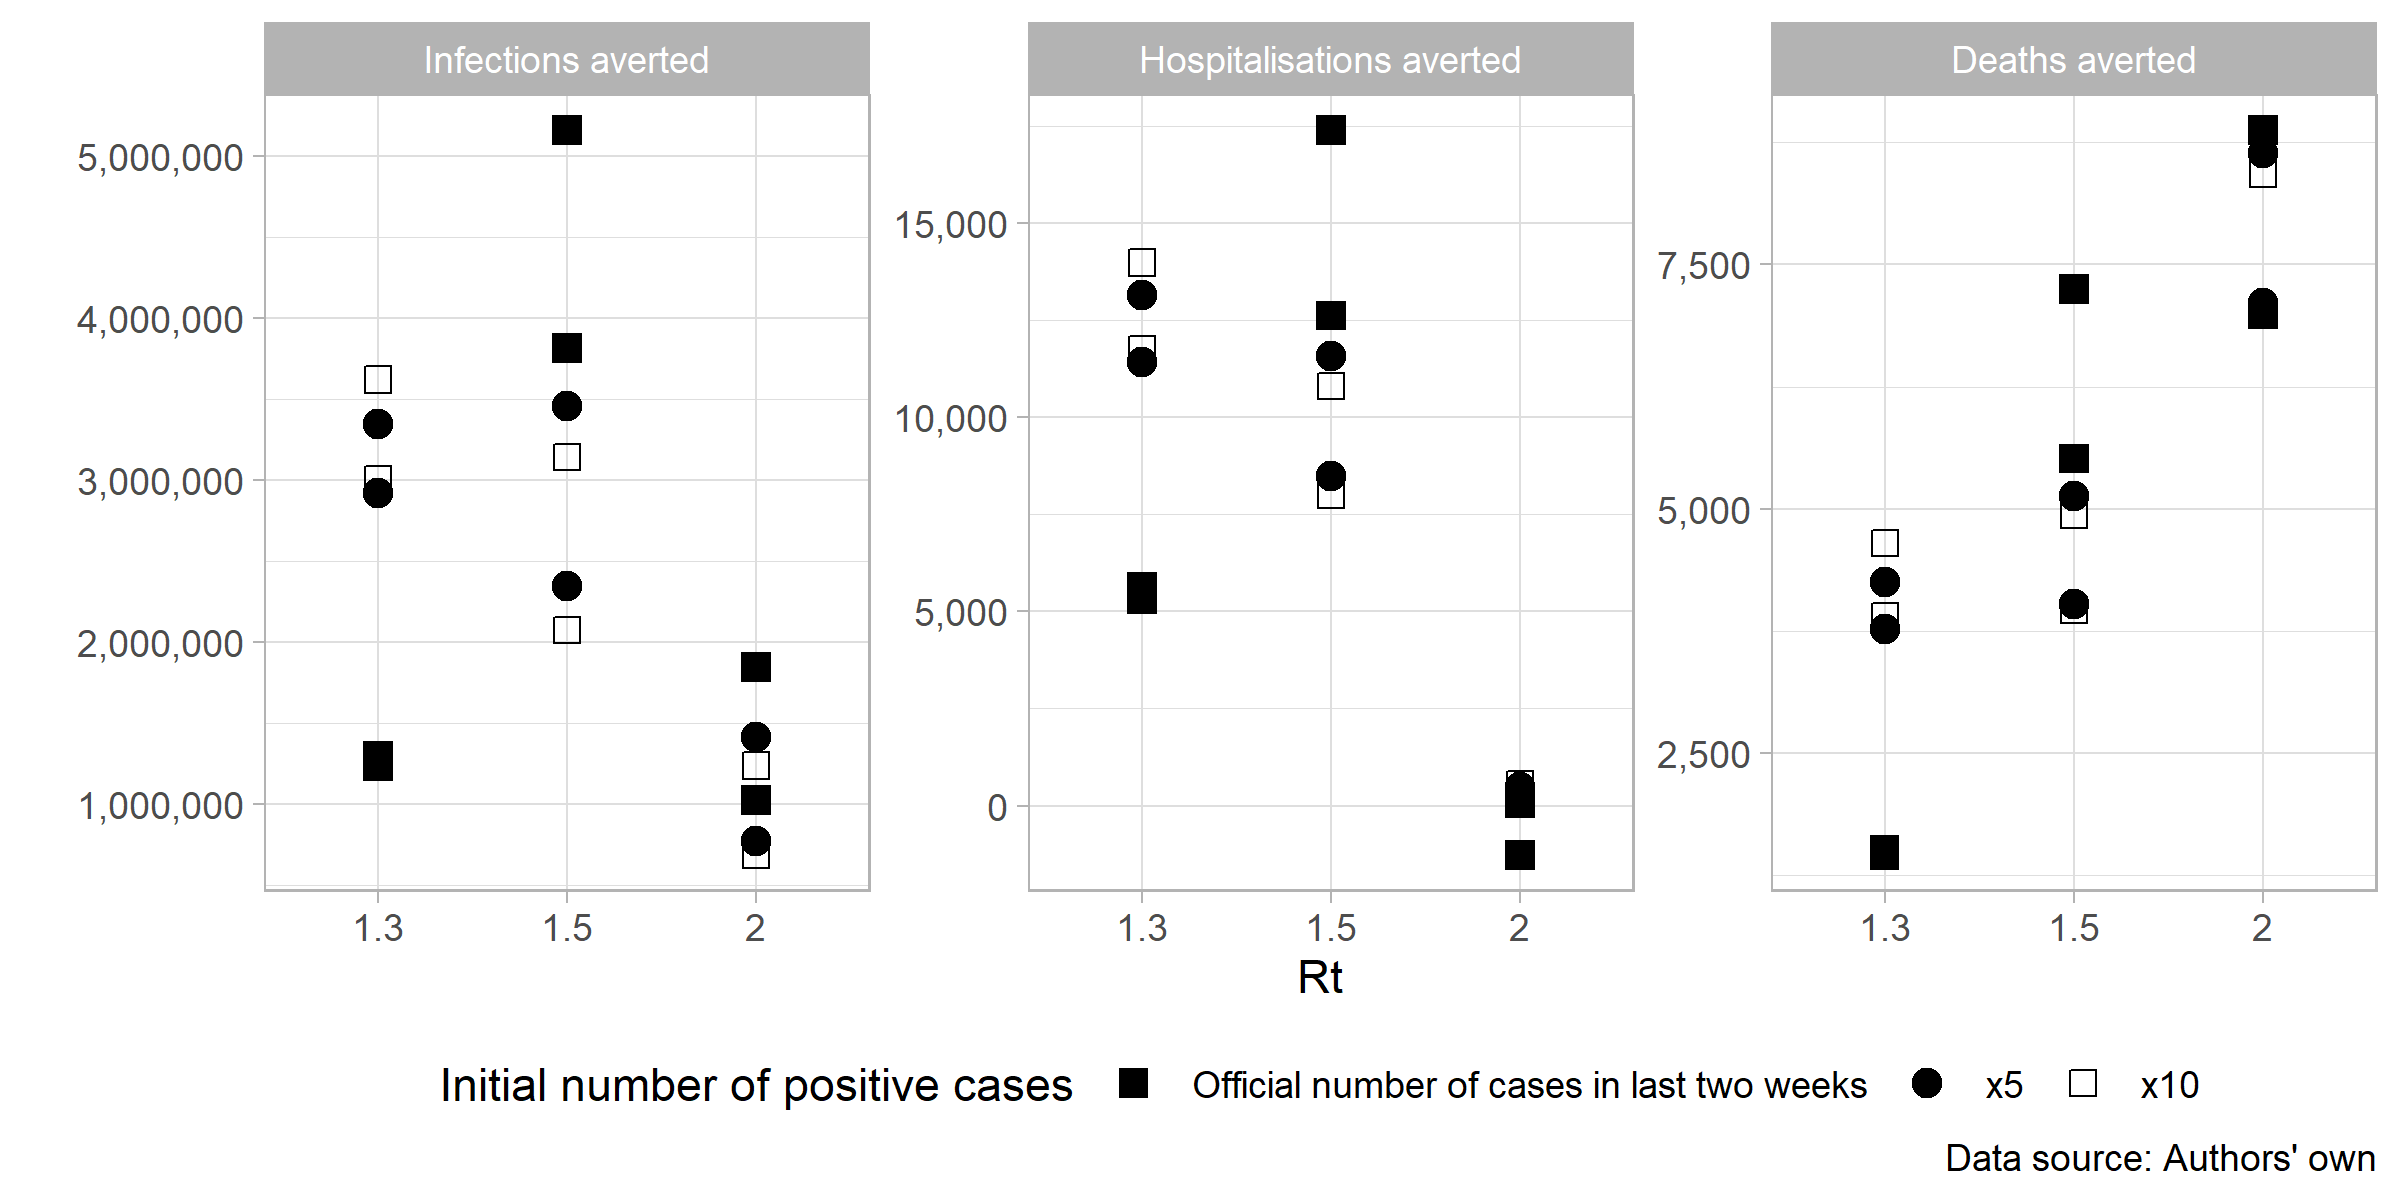 Infections averted
Hospitalisations averted
Deaths averted
5,000,000
4,000,000
3,000,000
2,000,000
1,000,000
15,000
10,000
5,000
0
7,500
5,000
2,500
1.3 1.5 2
1.3 1.5 2
1.3 1.5 2
Rt
Initial number of positive cases Official number of cases in last two weeks x5 x10
Data source: Authors' own